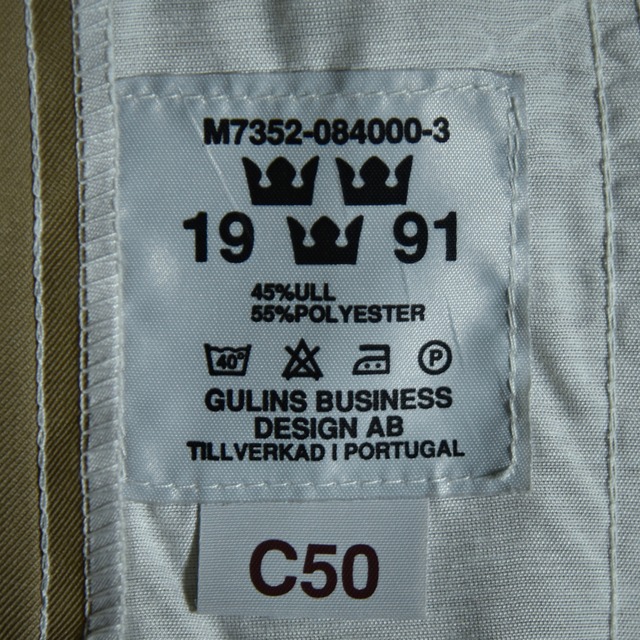 M7352-084000-3
19 91
45%ULL
55%POLYESTER
40° P
GULINS BUSINESS
DESIGN AB
TILLVERKAD I PORTUGAL
C50